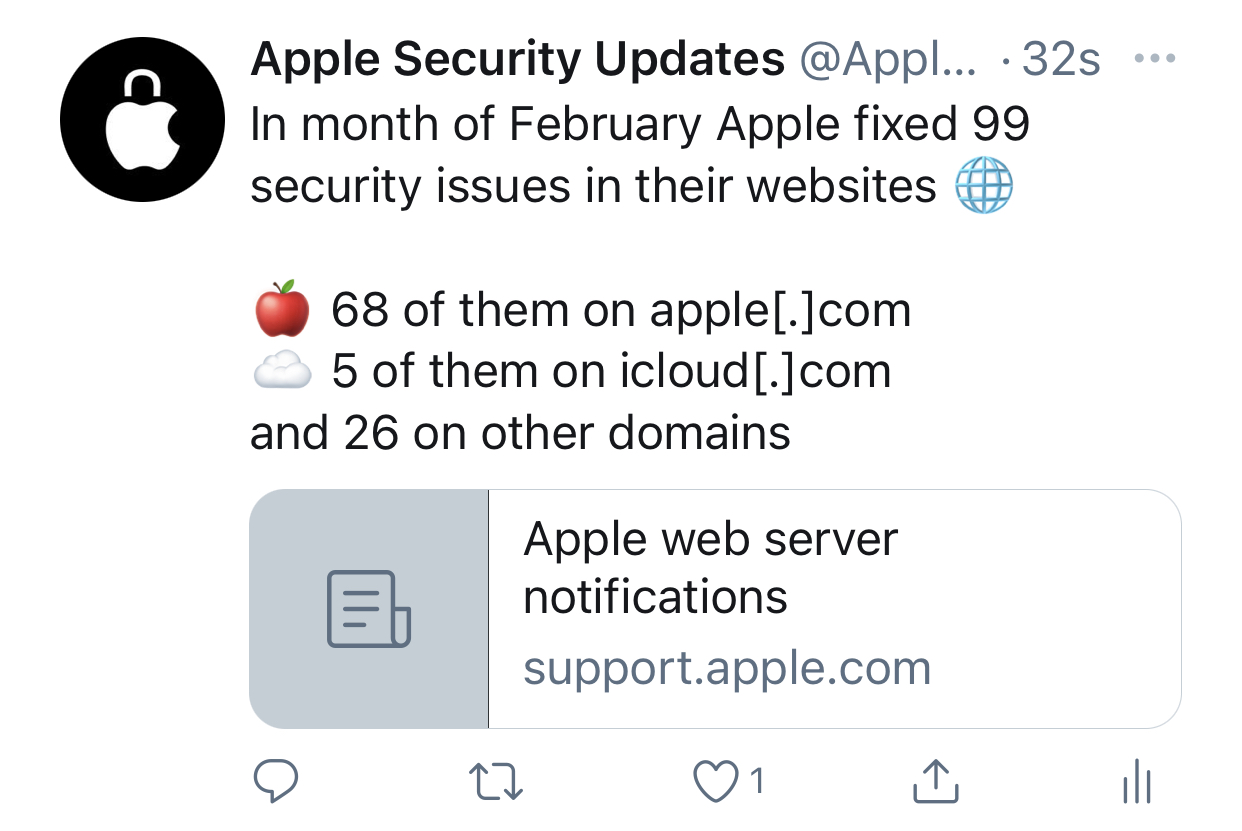 Apple Security Updates @Appl... · 32s
In month of February Apple fixed 99
security issues in their websites 🌐
🍎 68 of them on apple[.]com
☁️ 5 of them on icloud[.]com
and 26 on other domains
Apple web server
notifications
support.apple.com
1